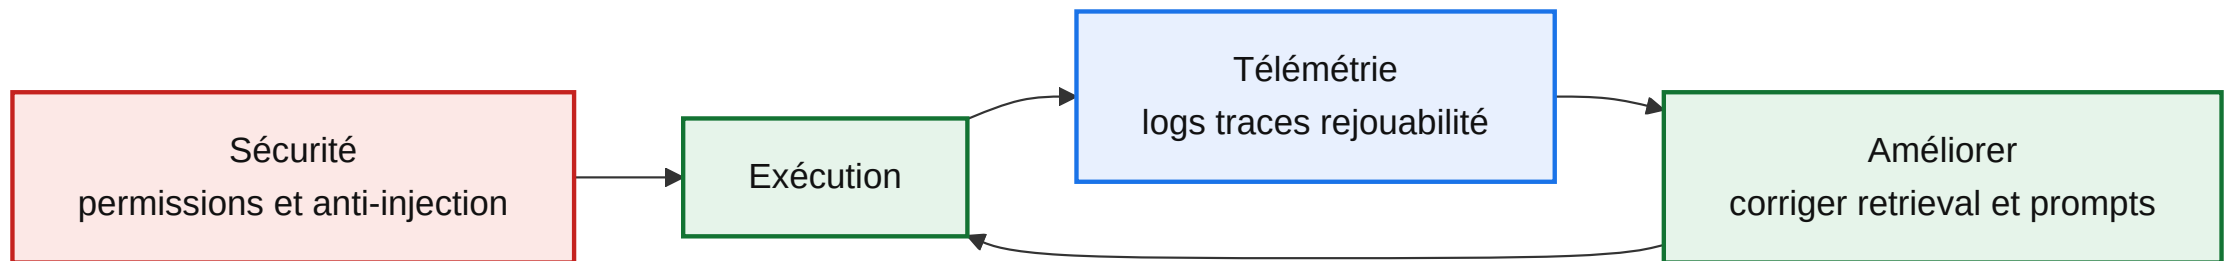 Sécurité
permissions et anti-injection
Exécution
Télémétrie
logs traces rejouabilité
Améliorer
corriger retrieval et prompts